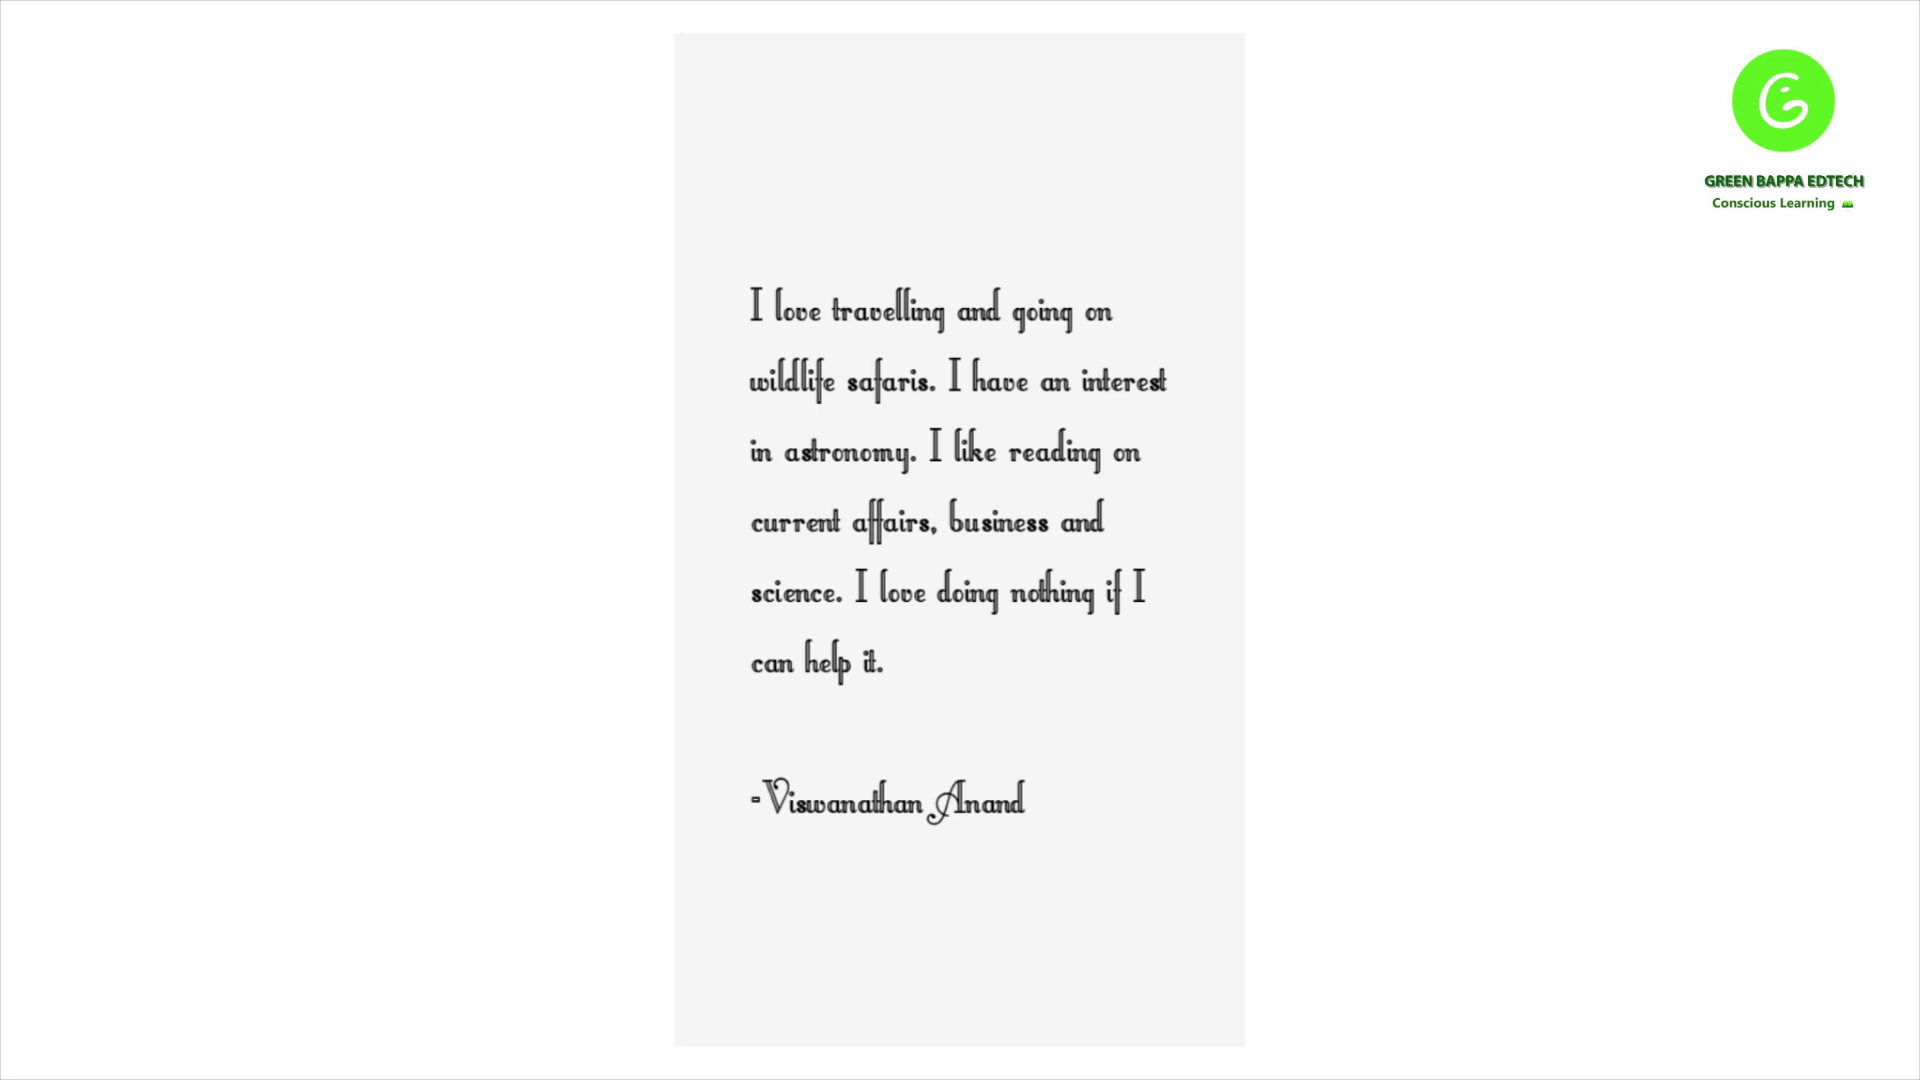 I love travelling and going on
wildlife safaris. I have an interest
in astronomy. I like reading on
current affairs, business and
science. I love doing nothing if I
can help it.
-Viswanathan Anand
GREEN BAPPA EDTECH
Conscious Learning